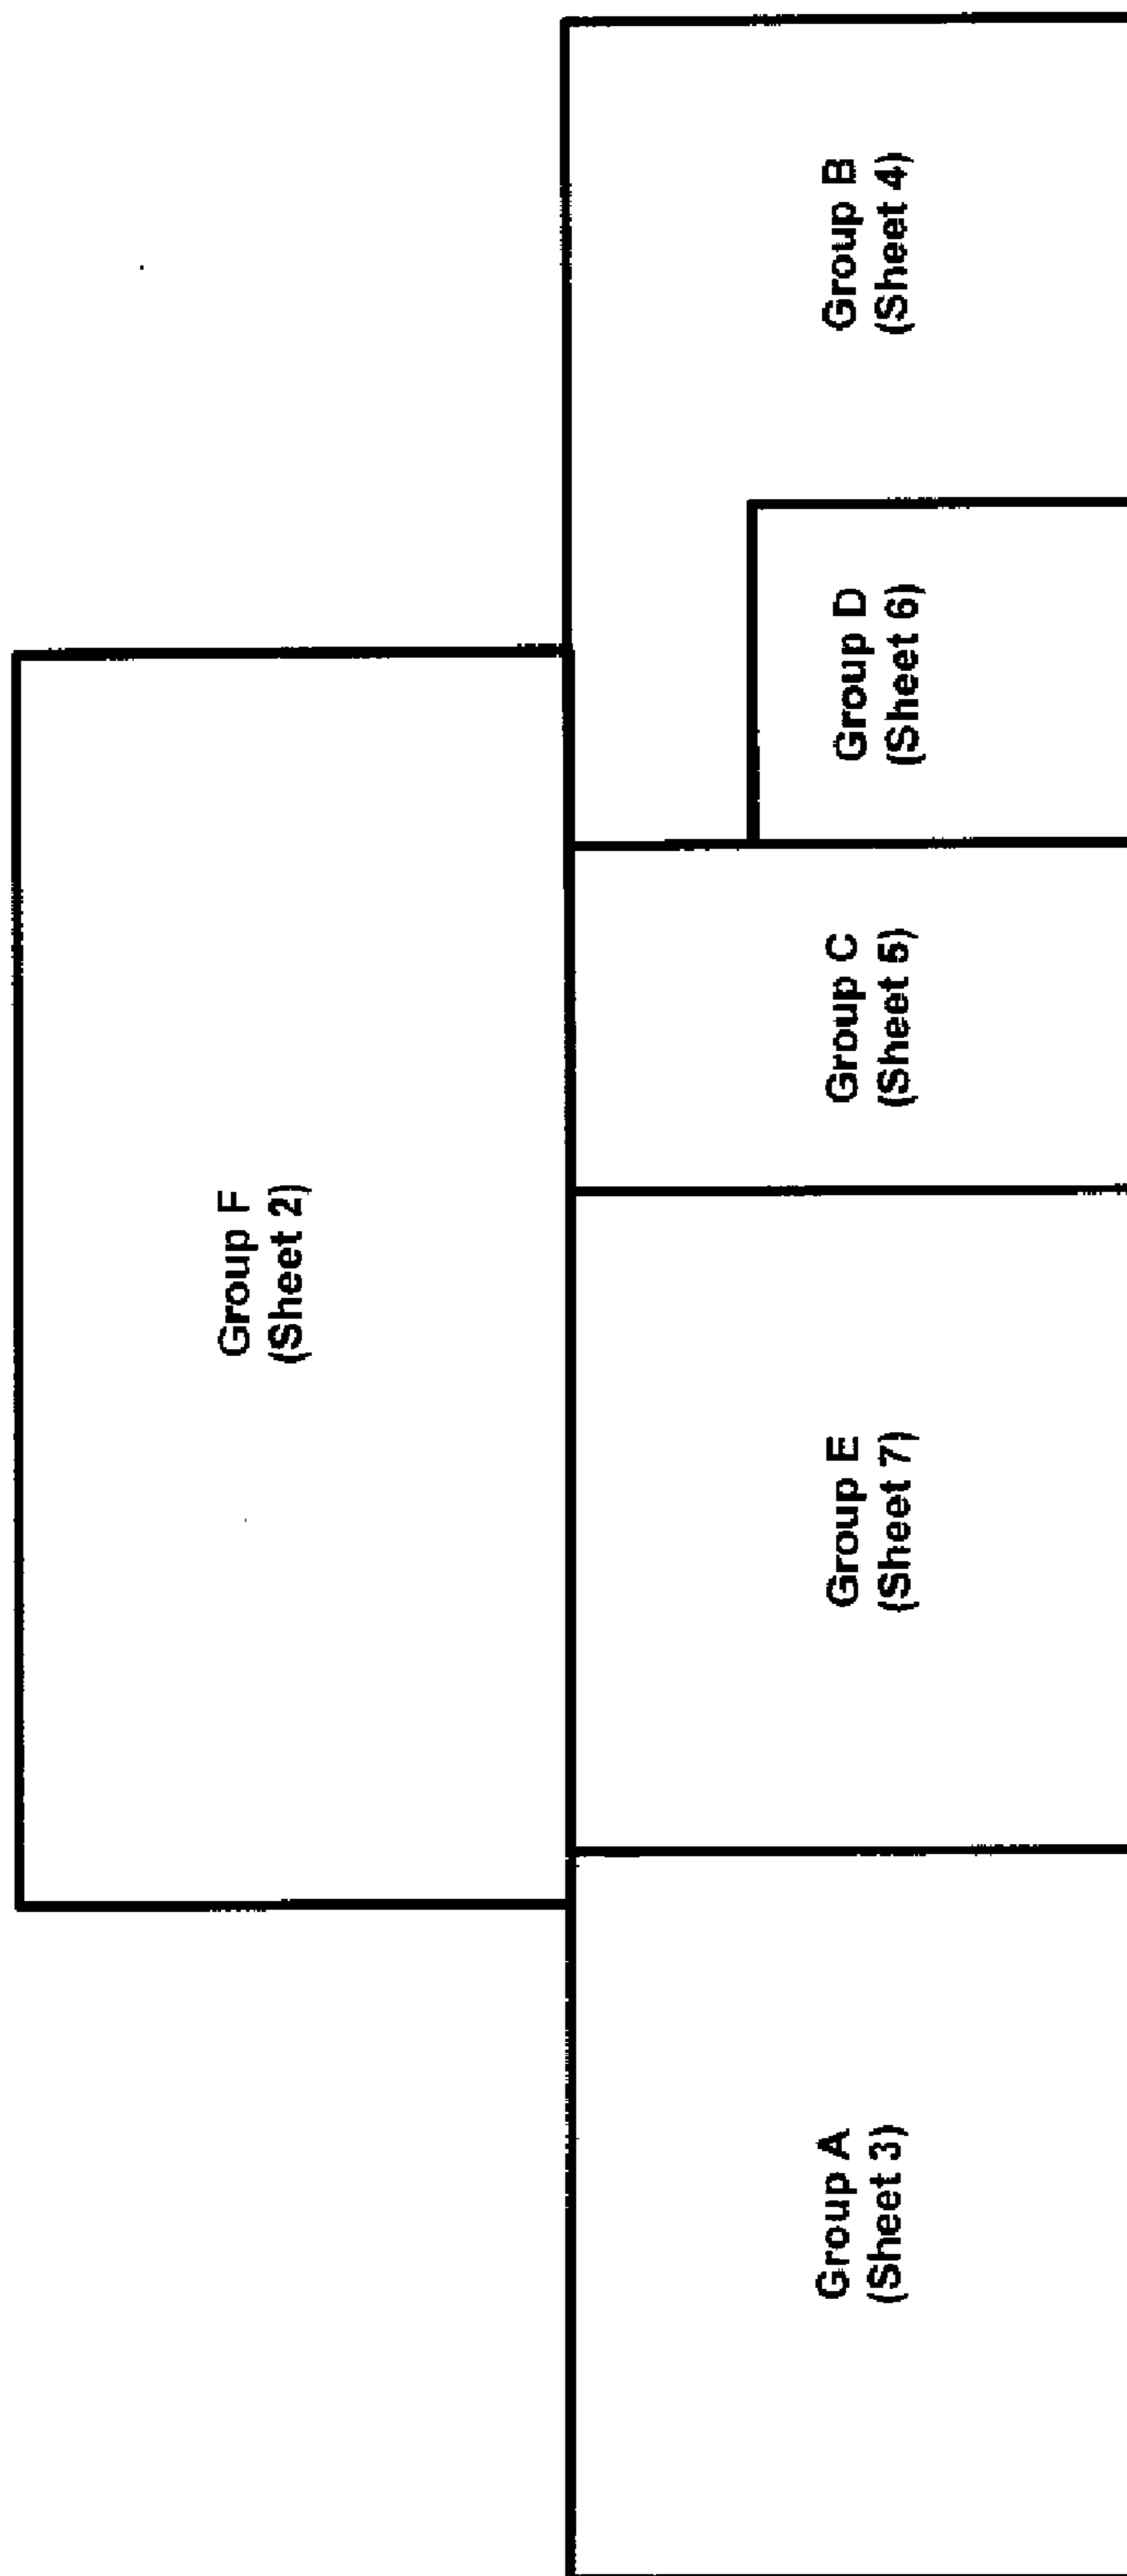 Group F
(Sheet 2)
Group A
(Sheet 3)
Group E
(Sheet 7)
Group C
(Sheet 5)
Group D
(Sheet 6)
Group B
(Sheet 4)